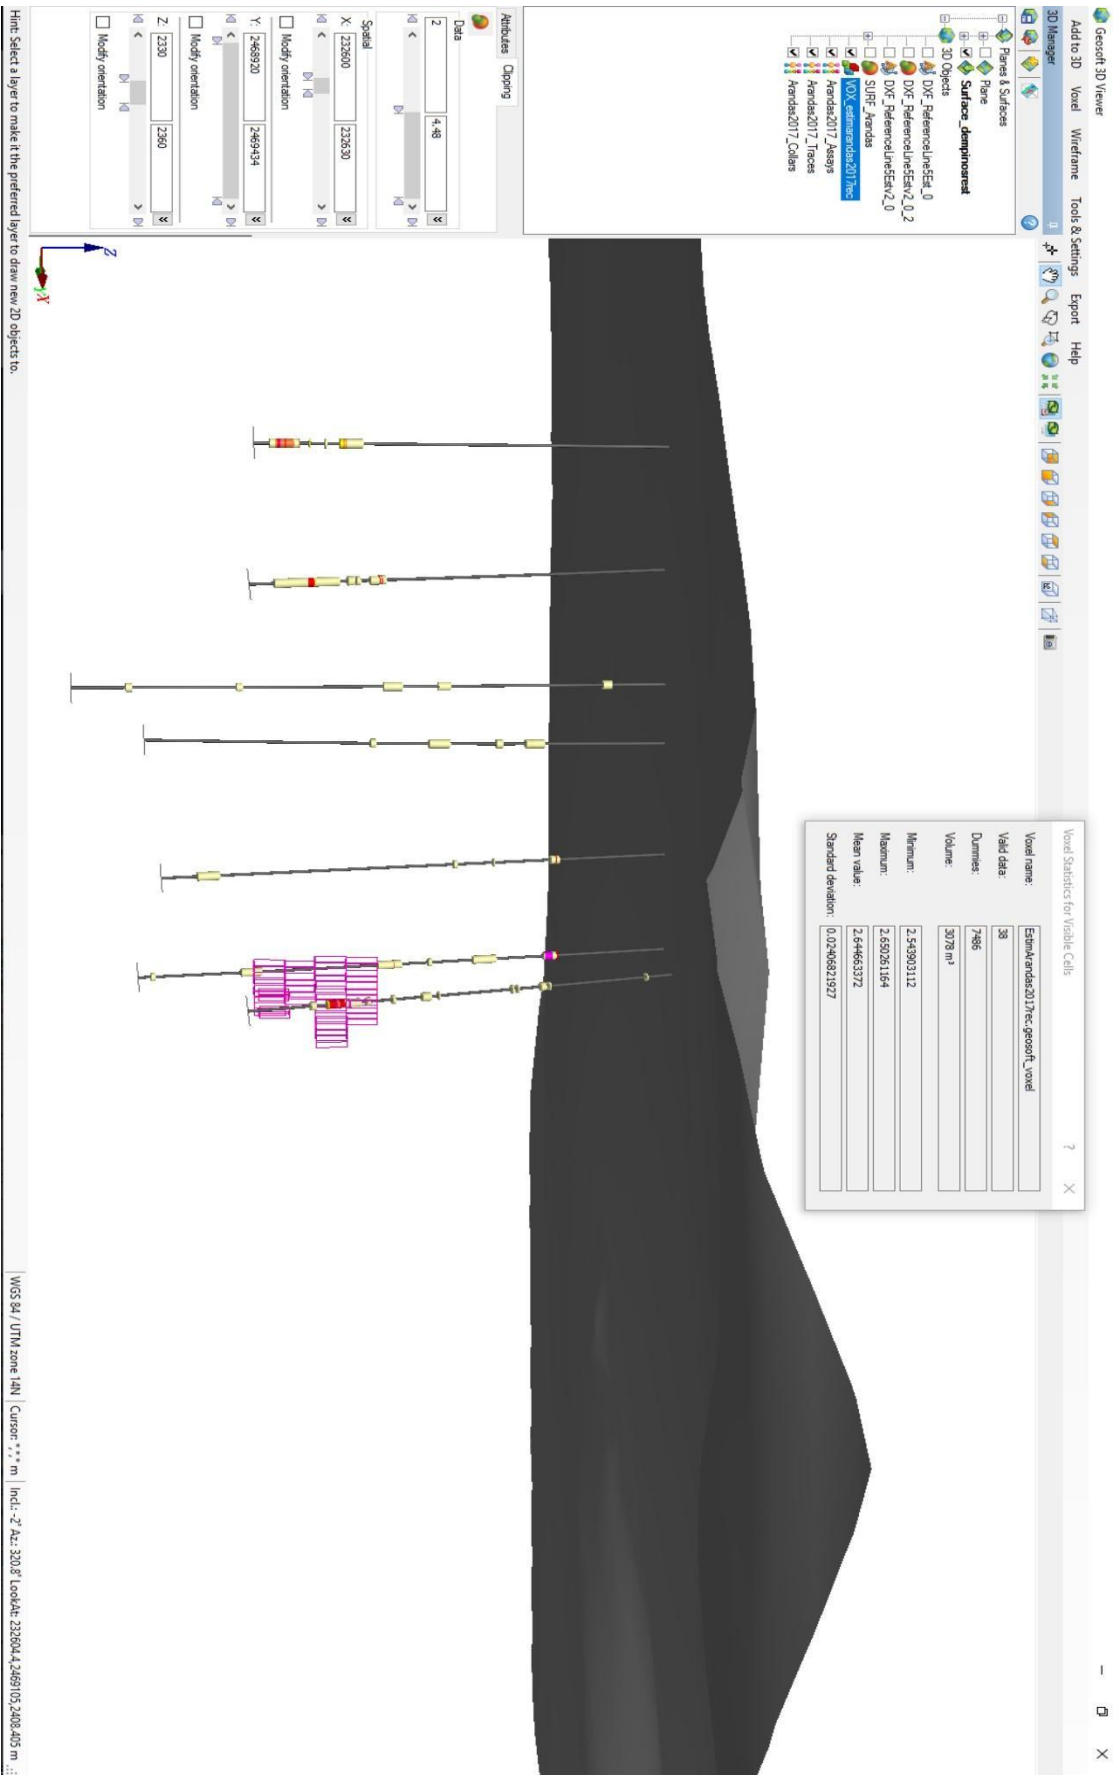 Geosoft 3D Viewer
Add to 3D Voxel Wireframe Tools & Settings Export Help
3D Manager
Planes & Surfaces
Plane
Surface_dempinosrest
3D Objects
DXF_ReferenceLine5Est_0
DXF_ReferenceLine5Estv2_0_2
DXF_ReferenceLine5Estv2_0
SURF_Arandas
VOX_estimarandas2017rec
Arandas2017_Assays
Arandas2017_Traces
Arandas2017_Collars
Attributes Clipping
Data
2 4.48
Spatial
X: 232600 232630
Modify orientation
Y: 2468920 2469434
Modify orientation
Z: 2330 2360
Modify orientation
Voxel Statistics for Visible Cells ? X
Voxel name: EstimArandas2017rec.geosoft_voxel
Valid data: 38
Dummies: 7486
Volume: 3078 m³
Minimum: 2.543903112
Maximum: 2.650261164
Mean value: 2.644663372
Standard deviation: 0.02406821927
Z
Y X
Hint: Select a layer to make it the preferred layer to draw new 2D objects to.
WGS 84 / UTM zone 14N Cursor: *,*,* m Incl.: -2° Az.: 320.8° LookAt: 232604.4,2469105,2408.405 m